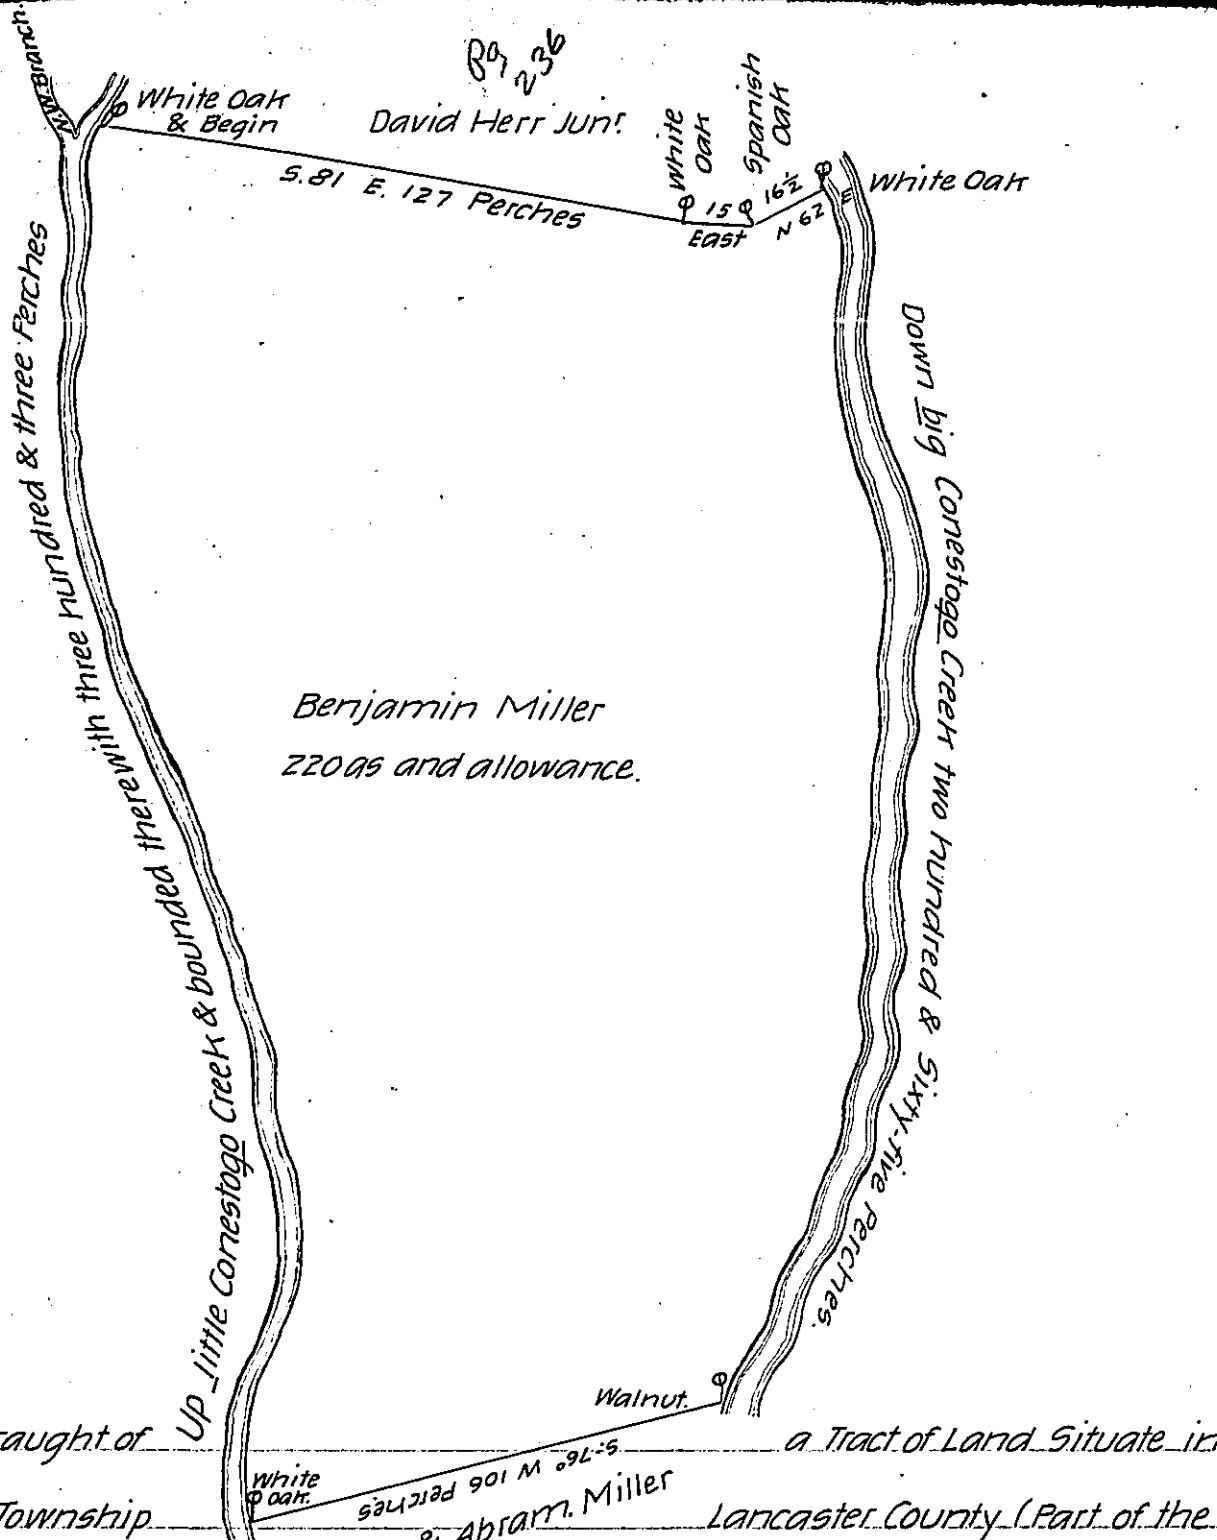 N.W. Branch.
Bg 236
White Oak
& Begin
David Herr Junr.
White
Oak
Spanish
Oak
White Oak
S. 81 E. 127 Perches
15
East
16½
N 62 E
Down big Conestogo Creek two hundred & Sixty-five Perches.
Benjamin Miller
220 as and allowance.
Up little Conestogo Creek & bounded therewith three hundred & three Perches
Walnut.
S. 76° W 106 Perches
White
Oak.
& Abram. Miller
raught of a Tract of Land Situate in
Township Lancaster County (Part of the